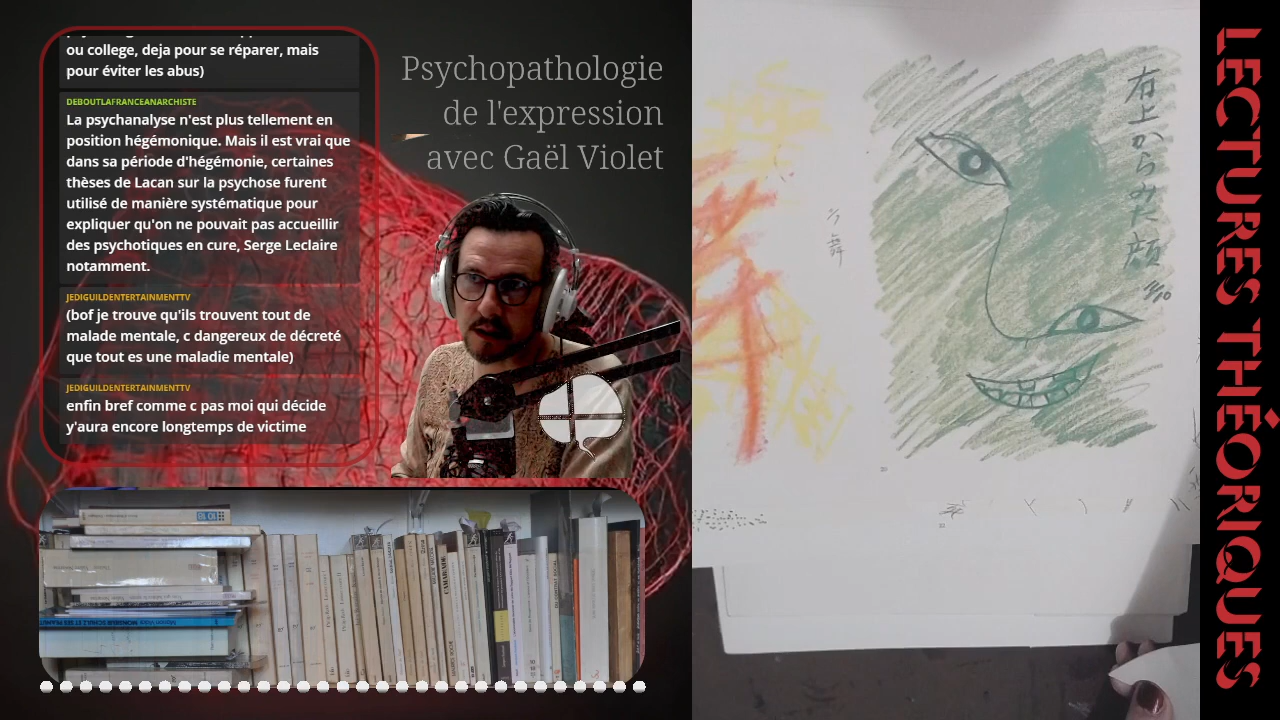 ou college, deja pour se réparer, mais
pour éviter les abus)
DEBOUTLAFRANCEANARCHISTE
La psychanalyse n'est plus tellement en
position hégémonique. Mais il est vrai que
dans sa période d'hégémonie, certaines
thèses de Lacan sur la psychose furent
utilisé de manière systématique pour
expliquer qu'on ne pouvait pas accueillir
des psychotiques en cure, Serge Leclaire
notamment.
JEDIGUILDENTERTAINMENTTV
(bof je trouve qu'ils trouvent tout de
malade mentale, c dangereux de décreté
que tout es une maladie mentale)
JEDIGUILDENTERTAINMENTTV
enfin bref comme c pas moi qui décide
y'aura encore longtemps de victime
Psychopathologie
de l'expression
avec Gaël Violet
右上からみた顔
LECTURES THÉORIQUES